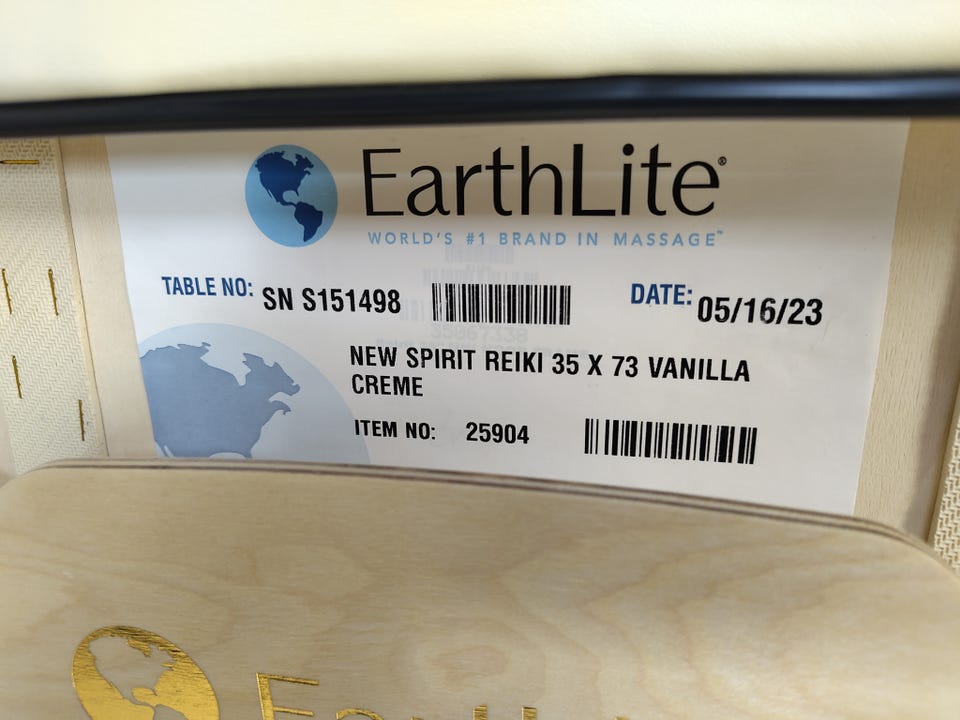 EarthLite®
WORLD'S #1 BRAND IN MASSAGE™
TABLE NO: SN S151498
DATE: 05/16/23
NEW SPIRIT REIKI 35 X 73 VANILLA
CREME
ITEM NO: 25904